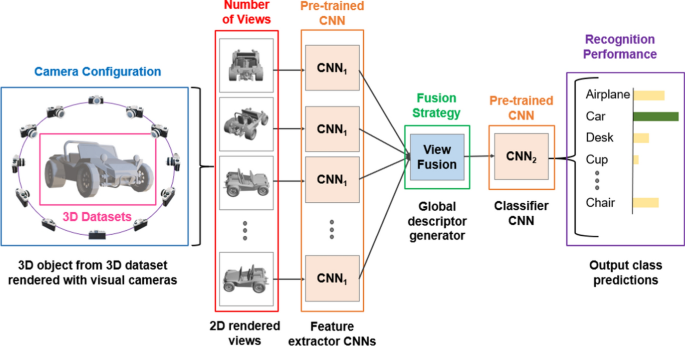 Camera Configuration
3D Datasets
3D object from 3D dataset
rendered with visual cameras
Number
of Views
2D rendered
views
Pre-trained
CNN
CNN1
CNN1
CNN1
CNN1
Feature
extractor CNNs
Fusion
Strategy
View
Fusion
Global
descriptor
generator
Pre-trained
CNN
CNN2
Classifier
CNN
Recognition
Performance
Airplane
Car
Desk
Cup
Chair
Output class
predictions